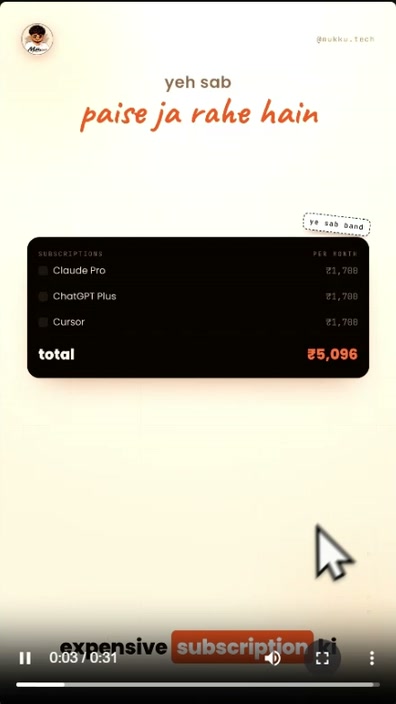 @mukku.tech
yeh sab
paise ja rahe hain
ye sab band
SUBSCRIPTIONS PER MONTH
Claude Pro ₹1,700
ChatGPT Plus ₹1,700
Cursor ₹1,700
total ₹5,096
expensive subscription ki
0:03 / 0:31